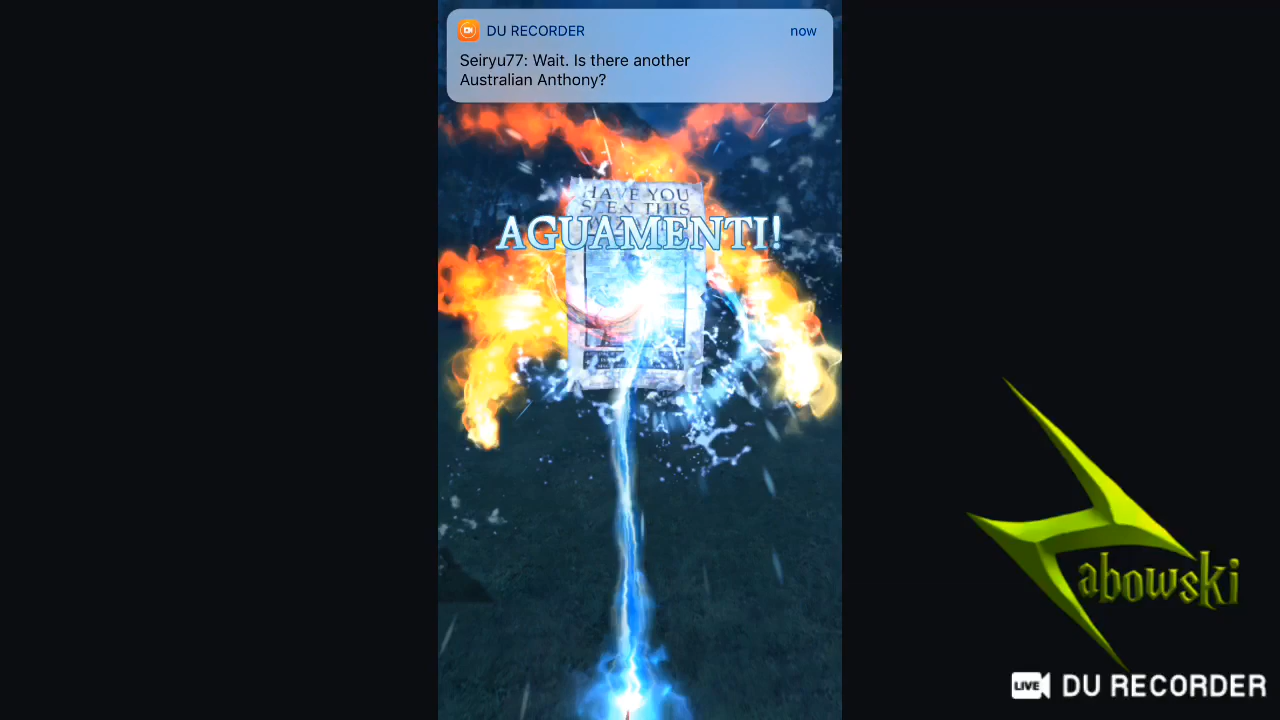 DU RECORDER
now
Seiryu77: Wait. Is there another
Australian Anthony?
HAVE YOU
SEEN THIS
AGUAMENTI!
abowski
LIVE
DU RECORDER